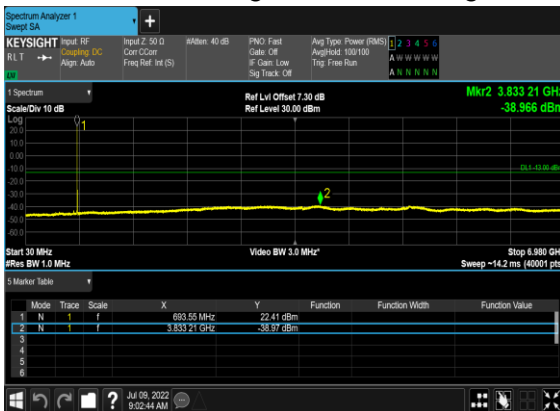 Spectrum Analyzer 1
Swept SA
KEYSIGHT Input: RF Input Z: 50 Ω #Atten: 40 dB PNO: Fast Avg Type: Power (RMS) 1 2 3 4 5 6
RLT Coupling: DC Corr CCorr Gate: Off Avg|Hold: 100/100 A W W W W W
Align: Auto Freq Ref: Int (S) IF Gain: Low Trig: Free Run
Sig Track: Off A N N N N N
LV
1 Spectrum Ref Lvl Offset 7.30 dB Mkr2 3.833 21 GHz
Scale/Div 10 dB Ref Level 30.00 dBm -38.966 dBm
Log
20.0
10.0
0.00
-10.0
-20.0
-30.0
-40.0
-50.0
-60.0
1
DL1 -13.00 dBm
2
Start 30 MHz Video BW 3.0 MHz* Stop 6.980 GHz
#Res BW 1.0 MHz Sweep ~14.2 ms (40001 pts)
5 Marker Table
Mode Trace Scale X Y Function Function Width Function Value
1 N 1 f 693.55 MHz 22.41 dBm
2 N 1 f 3.833 21 GHz -38.97 dBm
3
4
5
6
? Jul 09, 2022
9:02:44 AM